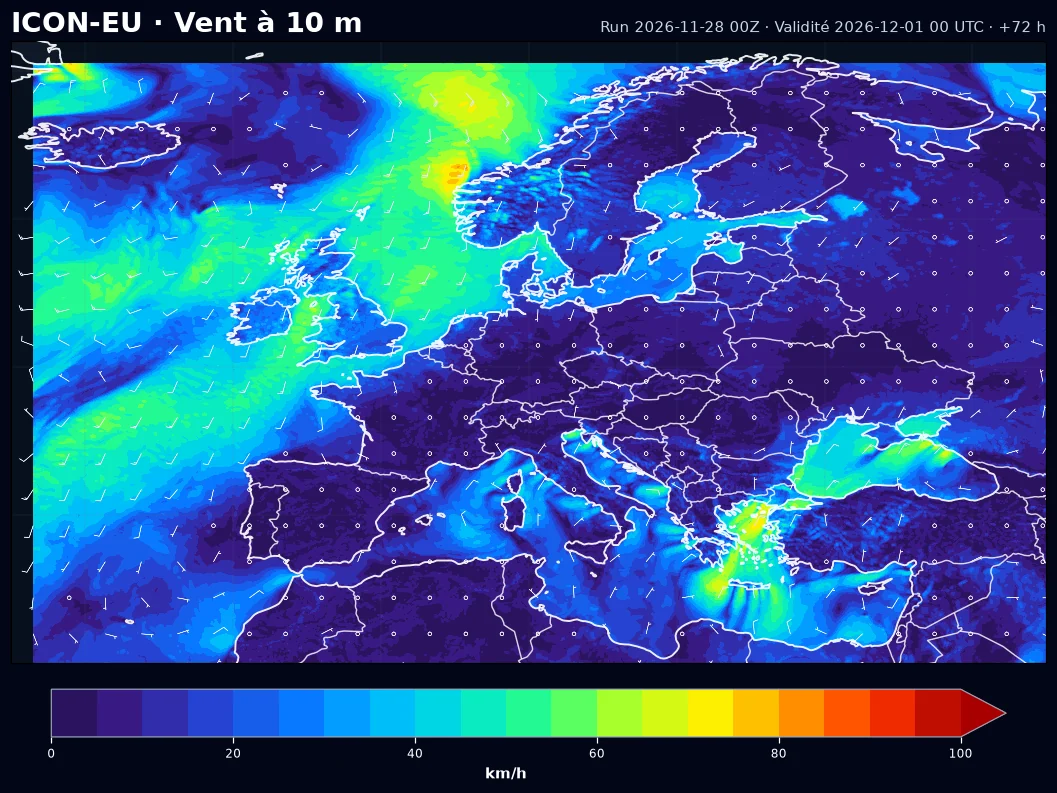 ICON-EU · Vent à 10 m
Run 2026-11-28 00Z · Validité 2026-12-01 00 UTC · +72 h
0 20 40 60 80 100
km/h